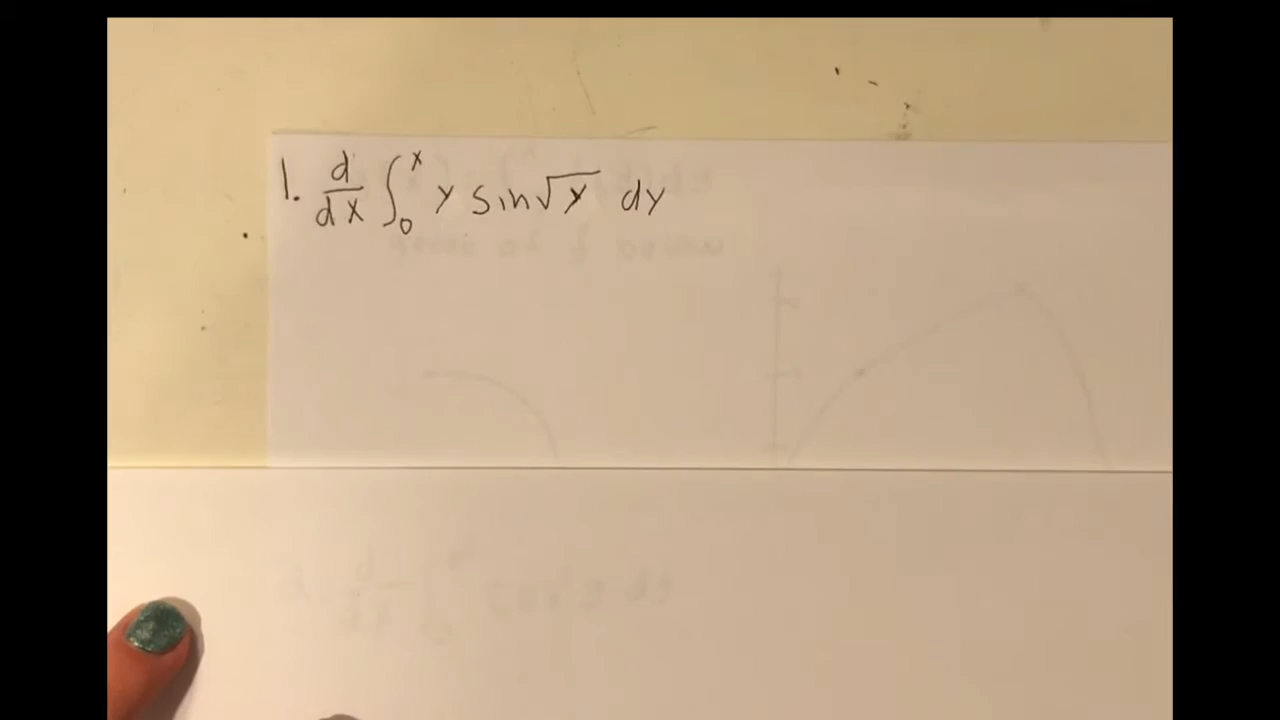 1. d/dx ∫₀ˣ y sin√y dy